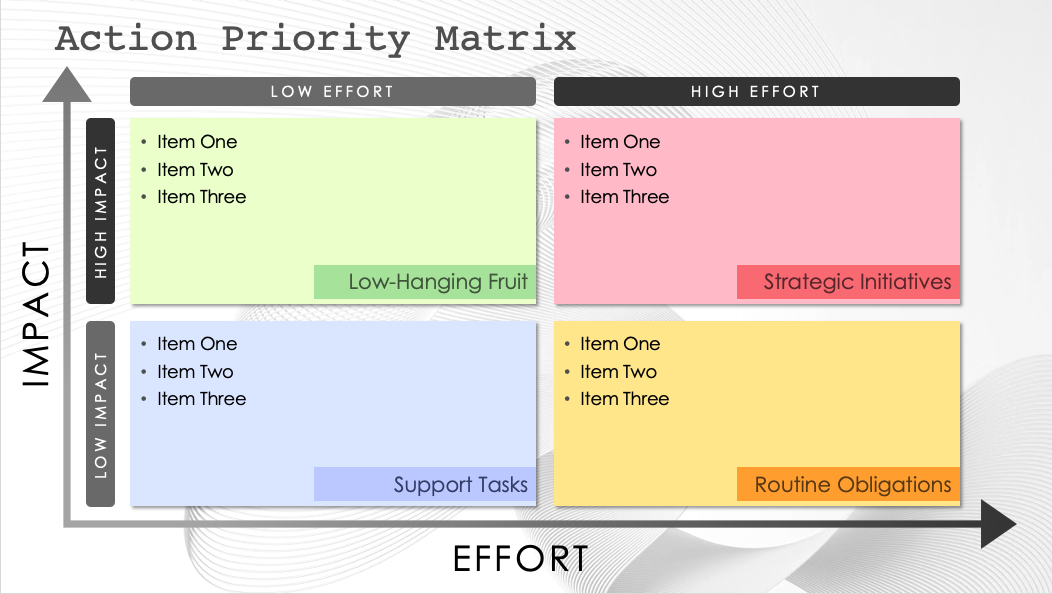 Action Priority Matrix
LOW EFFORT
HIGH EFFORT
IMPACT
HIGH IMPACT
• Item One
• Item Two
• Item Three
Low-Hanging Fruit
• Item One
• Item Two
• Item Three
Strategic Initiatives
LOW IMPACT
• Item One
• Item Two
• Item Three
Support Tasks
• Item One
• Item Two
• Item Three
Routine Obligations
EFFORT